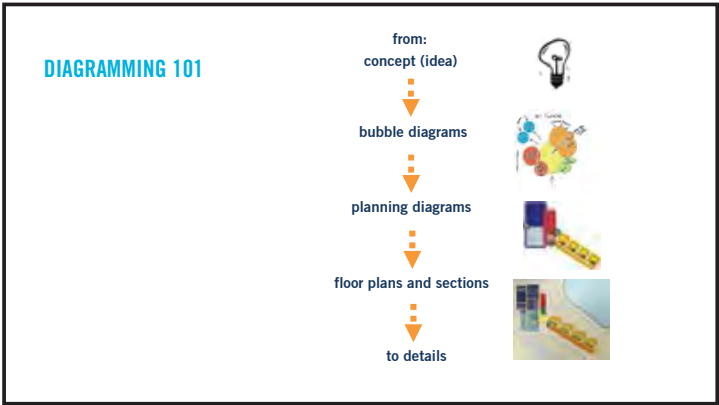 DIAGRAMMING 101
from:
concept (idea)
bubble diagrams
planning diagrams
floor plans and sections
to details